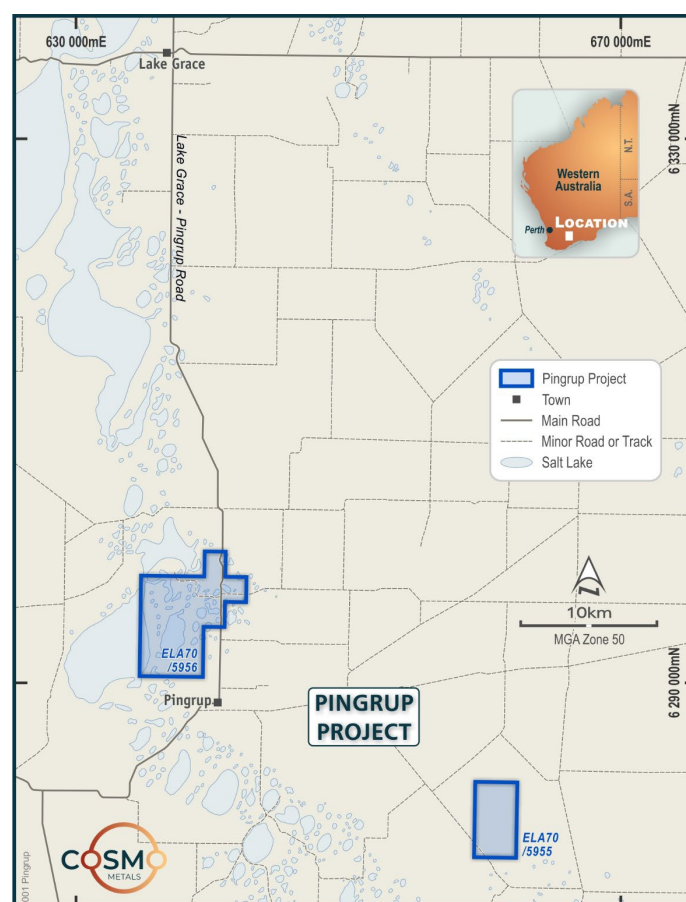 630 000mE
670 000mE
Lake Grace
Lake Grace - Pingrup Road
6 330 000mN
N.T.
Western
Australia
S.A.
Perth
LOCATION
Pingrup Project
Town
Main Road
Minor Road or Track
Salt Lake
10km
MGA Zone 50
ELA70
/5956
Pingrup
PINGRUP
PROJECT
6 290 000mN
ELA70
/5955
COSMO
METALS
001 Pingrup